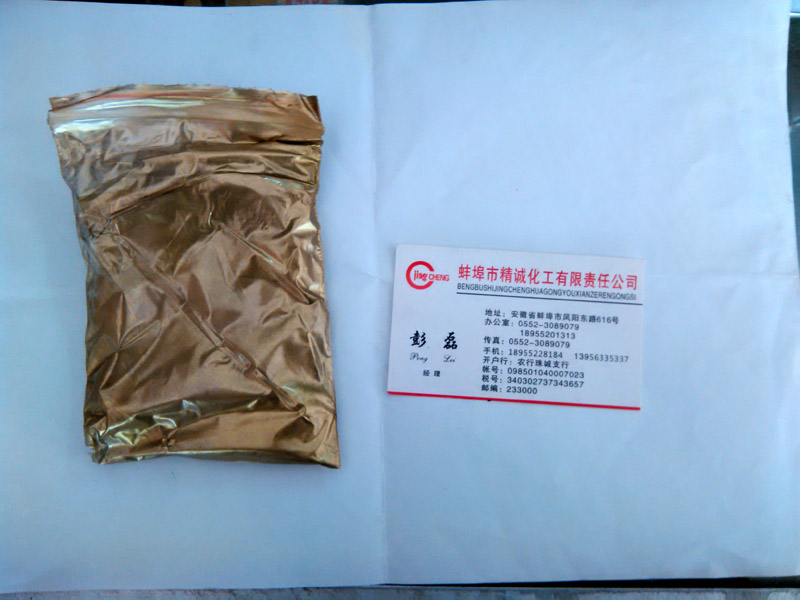 jing CHENG
蚌埠市精诚化工有限责任公司
BENGBUSHIJINGCHENGHUAGONGYOUXIANZERENGONGSI
彭 磊
Peng Lei
经 理
地址：安徽省蚌埠市凤阳东路616号
办公室：0552-3089079
18955201313
传真：0552-3089079
手机：18955228184 13956335337
开户行：农行珠城支行
帐号：098501040007023
税号：340302737343657
邮编：233000